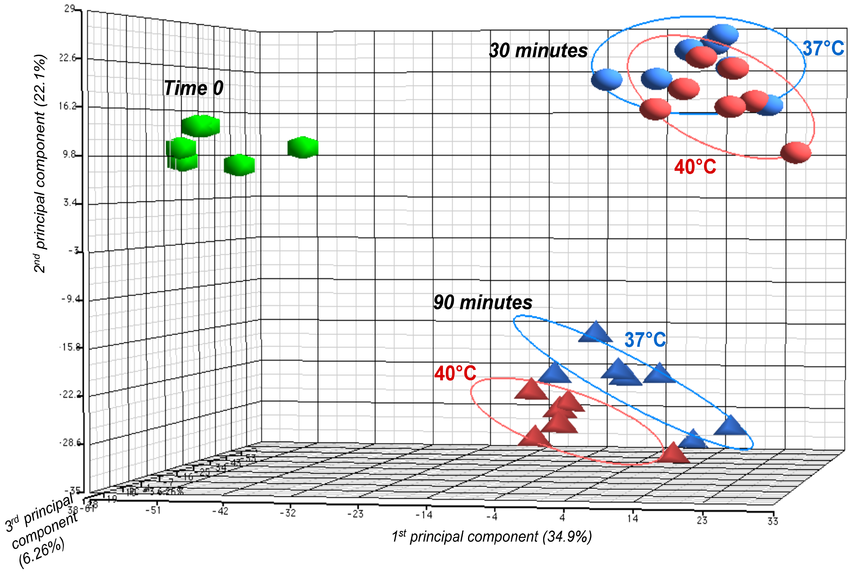 29
22.6
16.2
9.8
3.4
-3
-9.4
-15.8
-22.2
-28.6
-35
2nd principal component (22.1%)
Time 0
30 minutes
37°C
40°C
90 minutes
37°C
40°C
-51
-42
-32
-23
-14
-4
4
14
23
33
1st principal component (34.9%)
3rd principal
component
(6.26%)